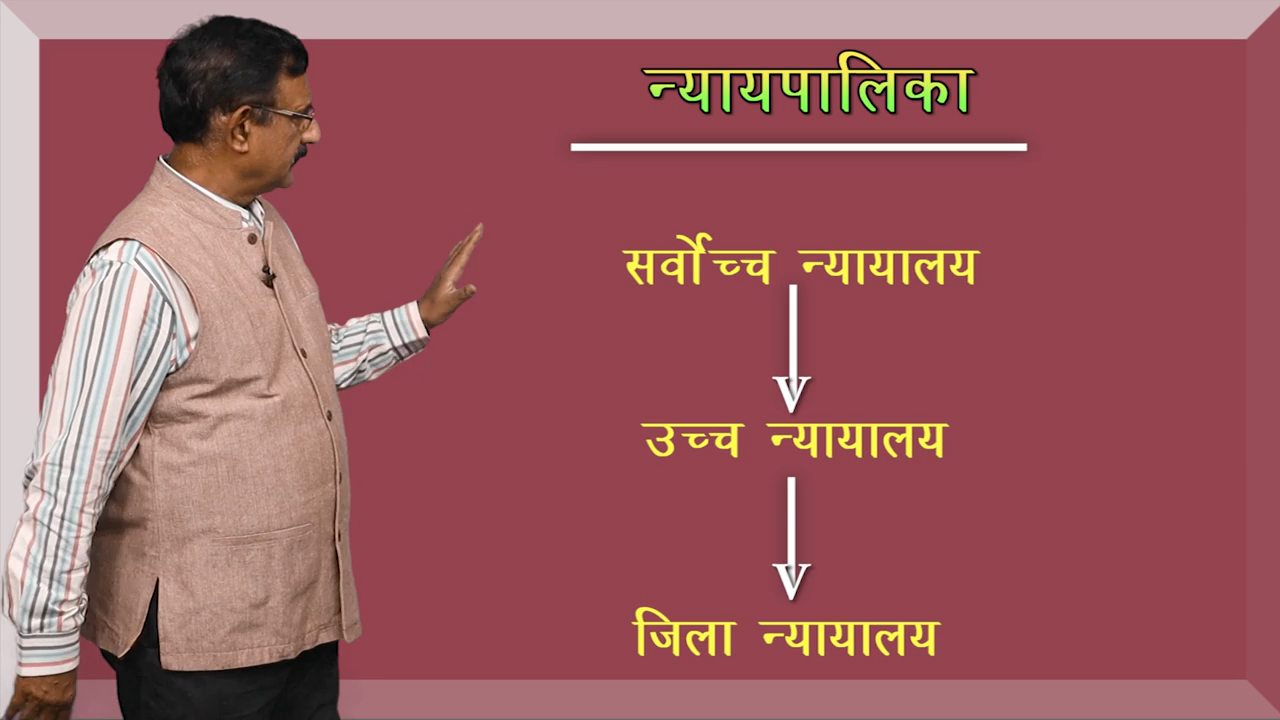 न्यायपालिका
सर्वोच्च न्यायालय
उच्च न्यायालय
जिला न्यायालय